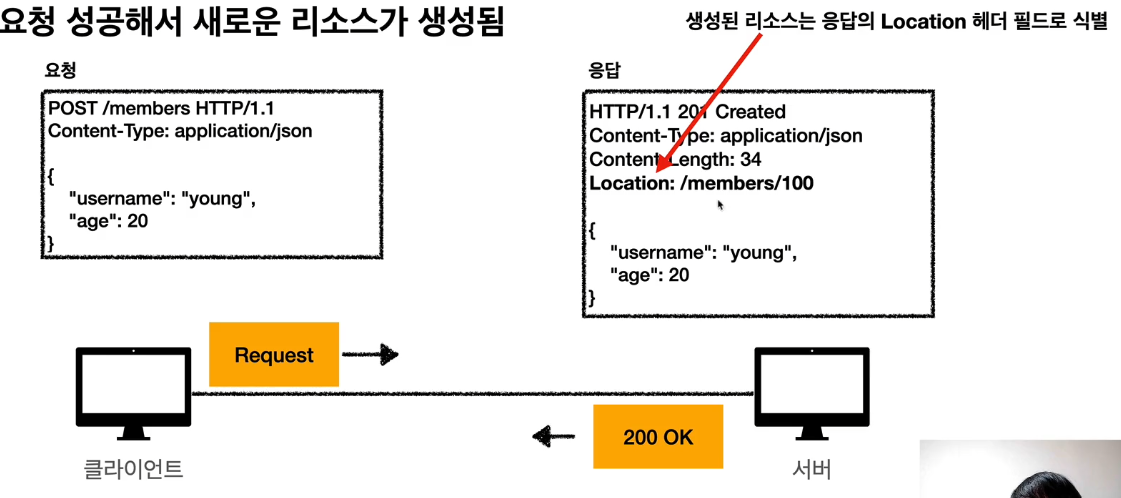 요청 성공해서 새로운 리소스가 생성됨
생성된 리소스는 응답의 Location 헤더 필드로 식별
요청
POST /members HTTP/1.1
Content-Type: application/json
{
"username": "young",
"age": 20
}
응답
HTTP/1.1 201 Created
Content-Type: application/json
Content-Length: 34
Location: /members/100
{
"username": "young",
"age": 20
}
Request
200 OK
클라이언트
서버